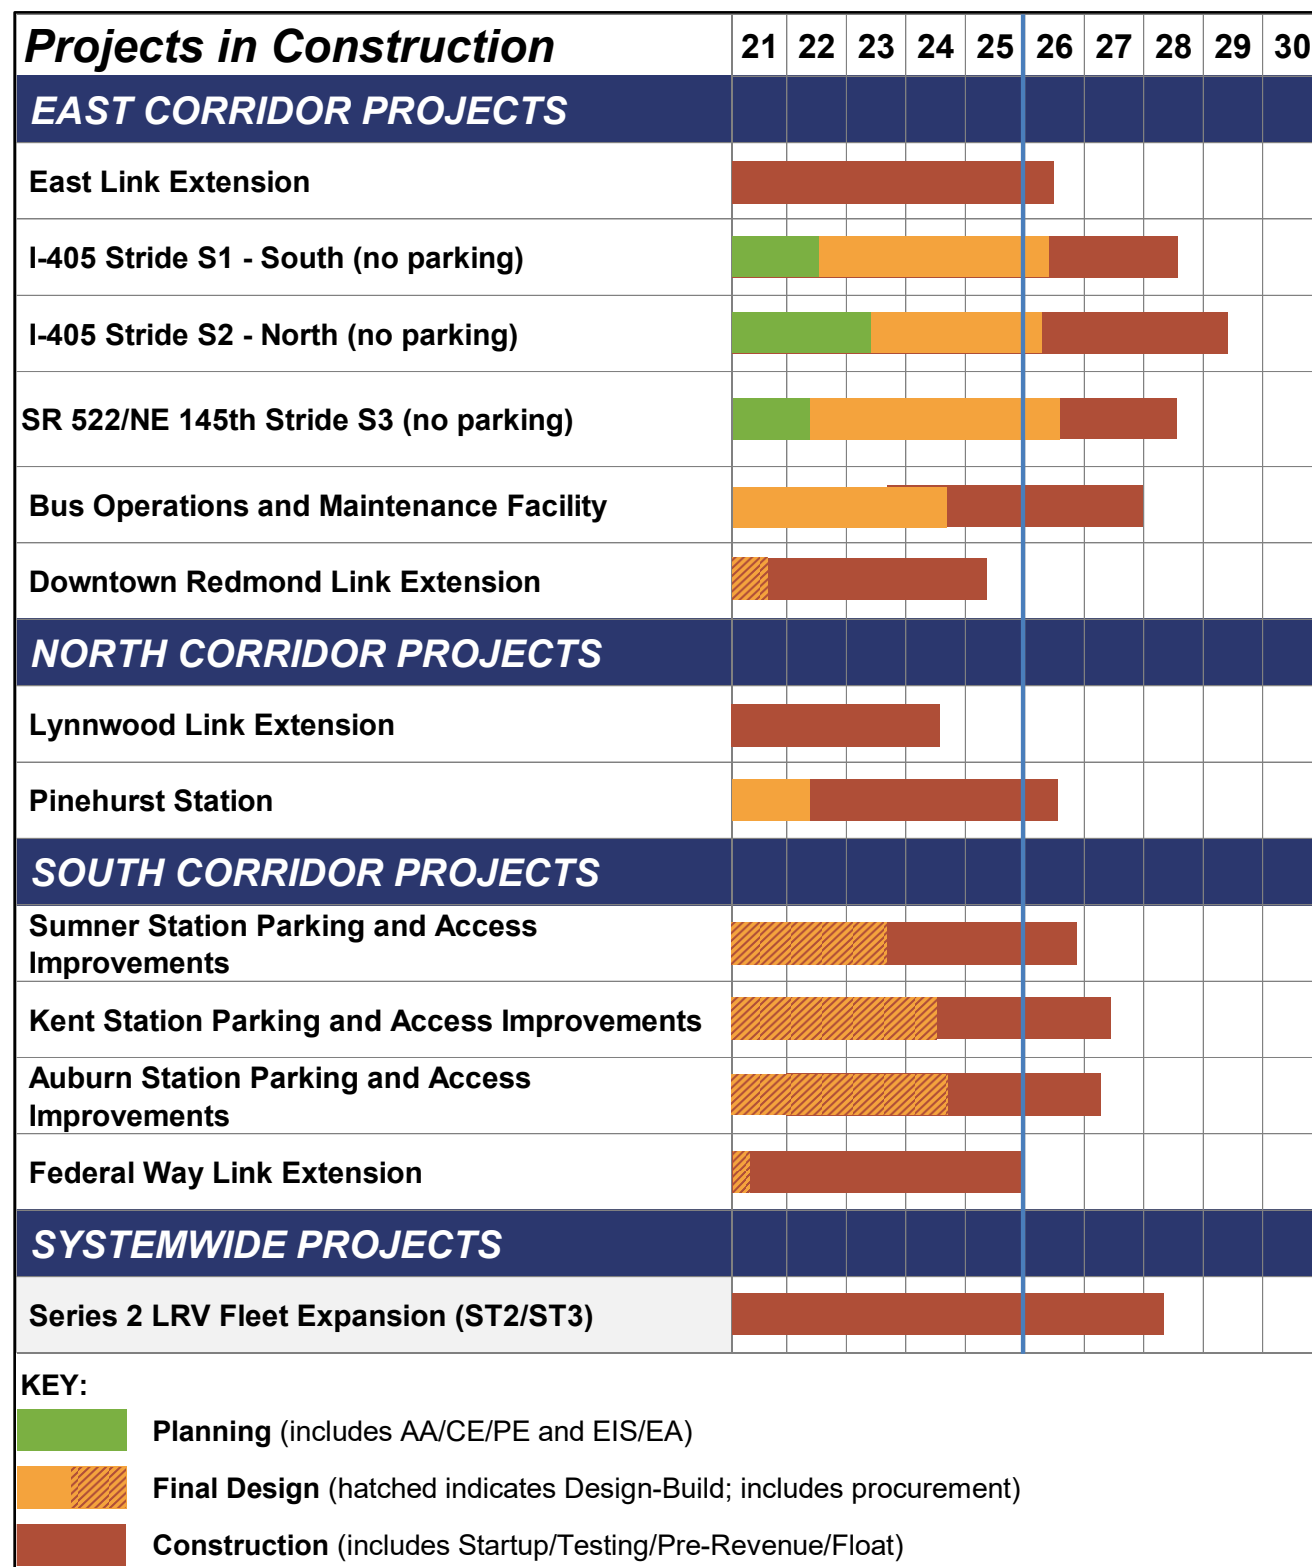 Projects in Construction 21 22 23 24 25 26 27 28 29 30
EAST CORRIDOR PROJECTS
East Link Extension
I-405 Stride S1 - South (no parking)
I-405 Stride S2 - North (no parking)
SR 522/NE 145th Stride S3 (no parking)
Bus Operations and Maintenance Facility
Downtown Redmond Link Extension
NORTH CORRIDOR PROJECTS
Lynnwood Link Extension
Pinehurst Station
SOUTH CORRIDOR PROJECTS
Sumner Station Parking and Access
Improvements
Kent Station Parking and Access Improvements
Auburn Station Parking and Access
Improvements
Federal Way Link Extension
SYSTEMWIDE PROJECTS
Series 2 LRV Fleet Expansion (ST2/ST3)
KEY:
Planning (includes AA/CE/PE and EIS/EA)
Final Design (hatched indicates Design-Build; includes procurement)
Construction (includes Startup/Testing/Pre-Revenue/Float)